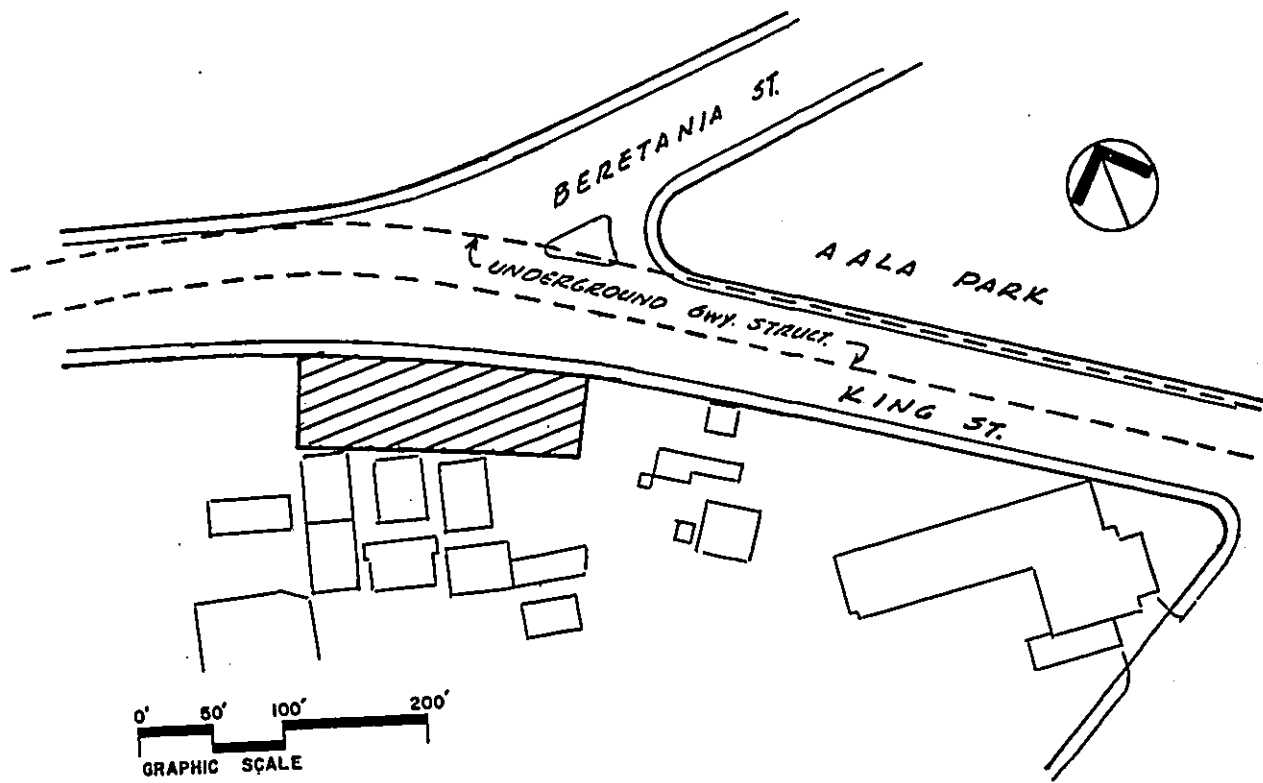 BERETANIA ST.
AALA PARK
UNDERGROUND GWY. STRUCT.
KING ST.
0' 50' 100' 200'
GRAPHIC SCALE